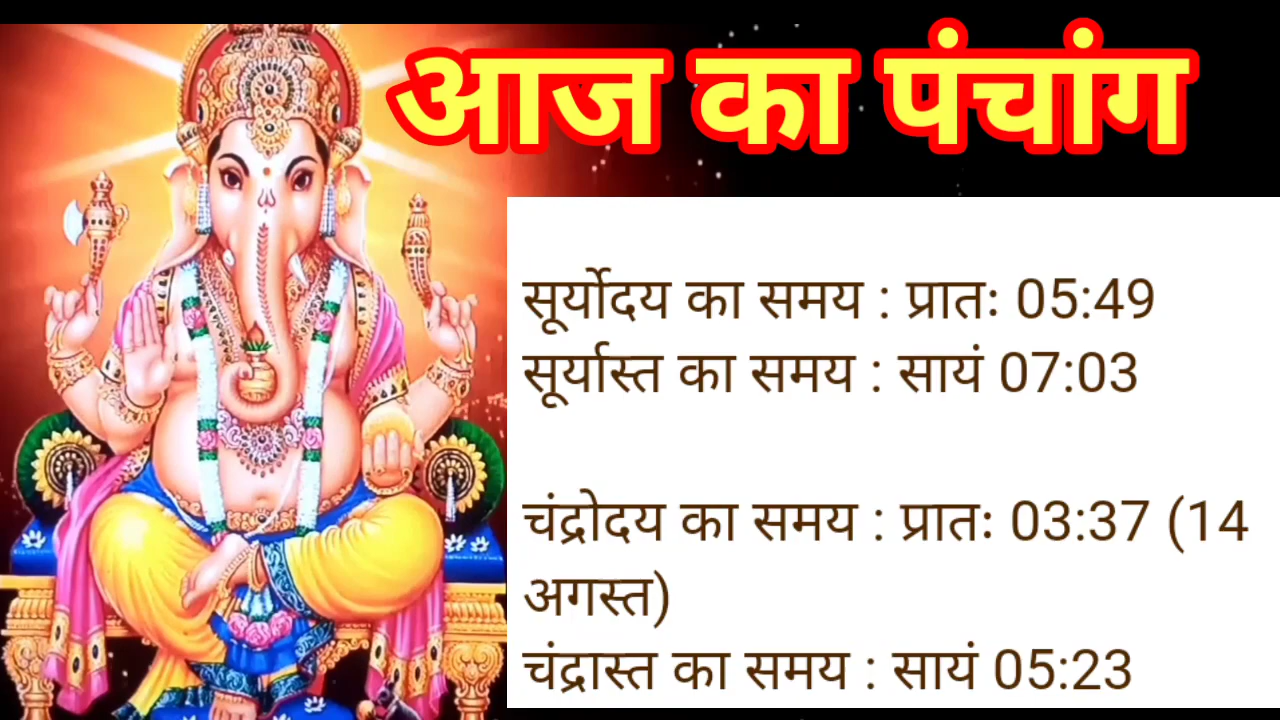 आज का पंचांग
सूर्योदय का समय : प्रातः 05:49
सूर्यास्त का समय : सायं 07:03
चंद्रोदय का समय : प्रातः 03:37 (14
अगस्त)
चंद्रास्त का समय : सायं 05:23